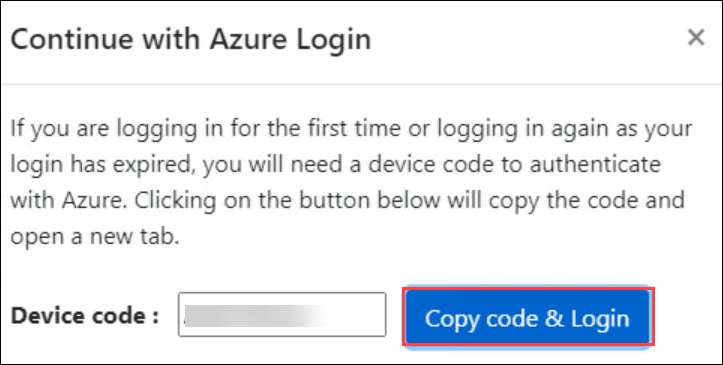 Continue with Azure Login
If you are logging in for the first time or logging in again as your
login has expired, you will need a device code to authenticate
with Azure. Clicking on the button below will copy the code and
open a new tab.
Device code : Copy code & Login